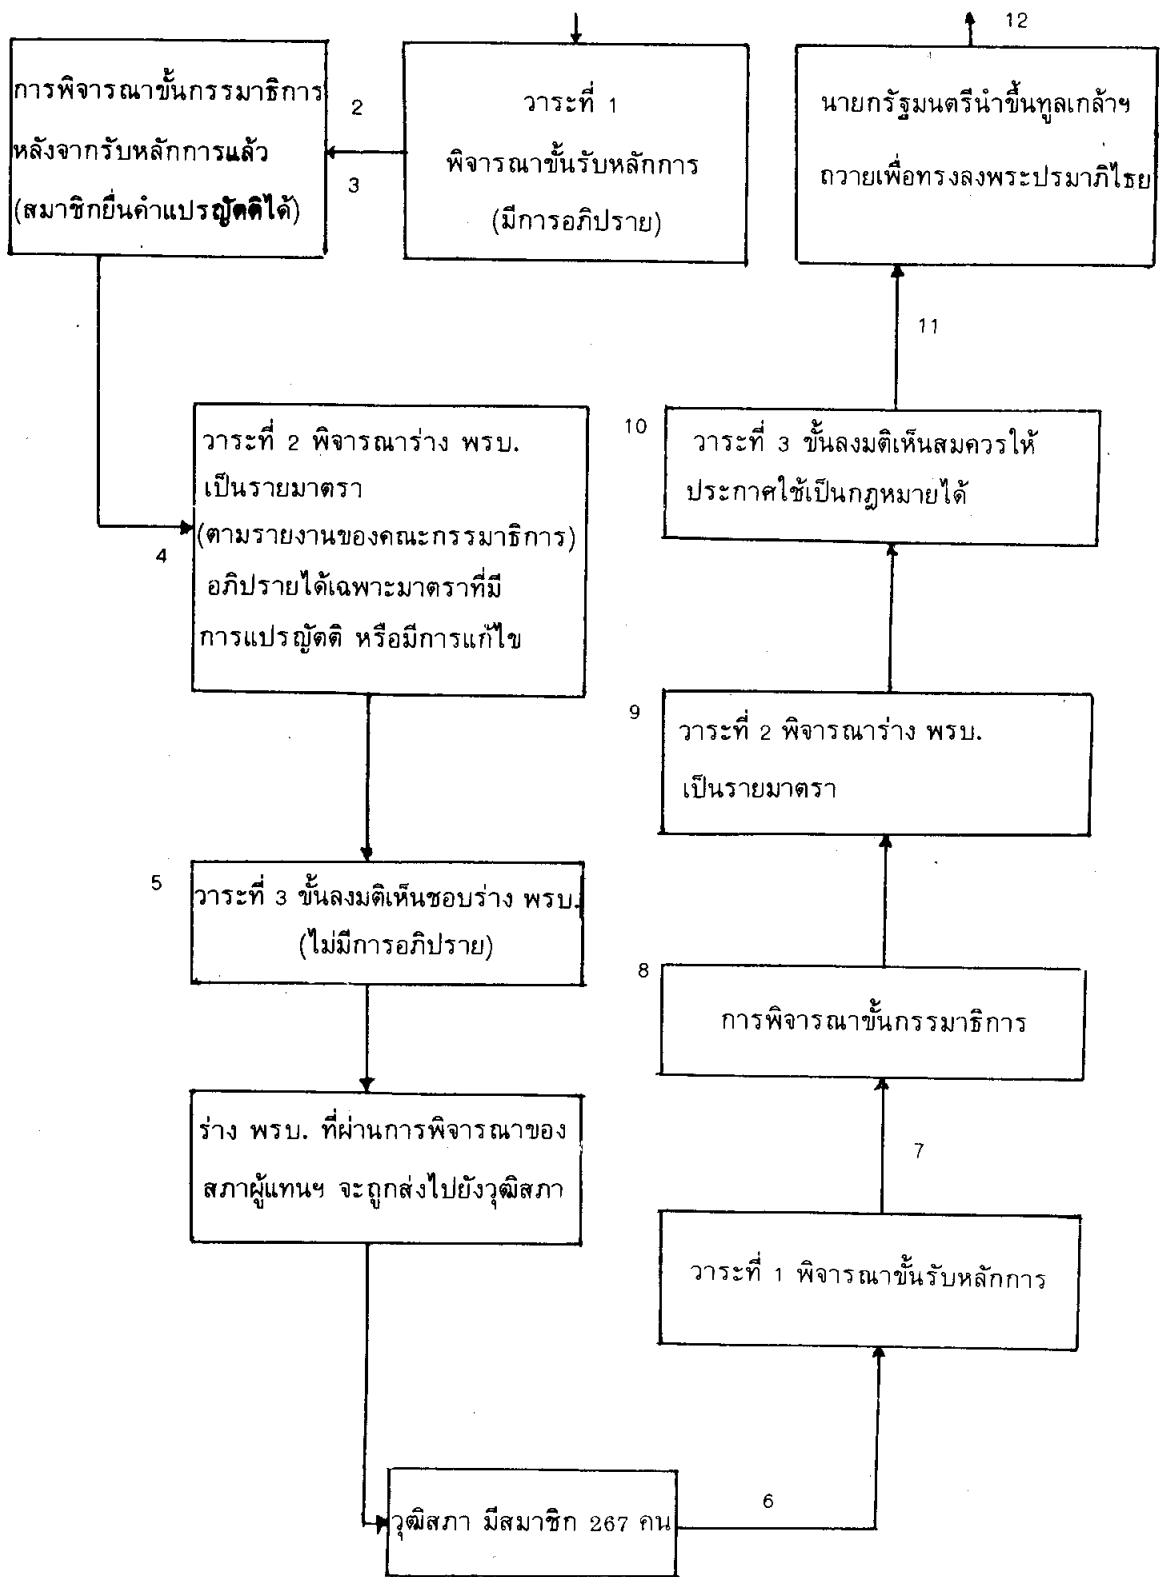 12
การพิจารณาขั้นกรรมาธิการ
หลังจากรับหลักการแล้ว
(สมาชิกยื่นคำแปรญัตติได้)
2
3
วาระที่ 1
พิจารณาขั้นรับหลักการ
(มีการอภิปราย)
นายกรัฐมนตรีนำขึ้นทูลเกล้าฯ
ถวายเพื่อทรงลงพระปรมาภิไธย
11
4
วาระที่ 2 พิจารณาร่าง พรบ.
เป็นรายมาตรา
(ตามรายงานของคณะกรรมาธิการ)
อภิปรายได้เฉพาะมาตราที่มี
การแปรญัตติ หรือมีการแก้ไข
10
วาระที่ 3 ขั้นลงมติเห็นสมควรให้
ประกาศใช้เป็นกฎหมายได้
9
วาระที่ 2 พิจารณาร่าง พรบ.
เป็นรายมาตรา
5
วาระที่ 3 ขั้นลงมติเห็นชอบร่าง พรบ.
(ไม่มีการอภิปราย)
8
การพิจารณาขั้นกรรมาธิการ
ร่าง พรบ. ที่ผ่านการพิจารณาของ
สภาผู้แทนฯ จะถูกส่งไปยังวุฒิสภา
7
วาระที่ 1 พิจารณาขั้นรับหลักการ
วุฒิสภา มีสมาชิก 267 คน
6